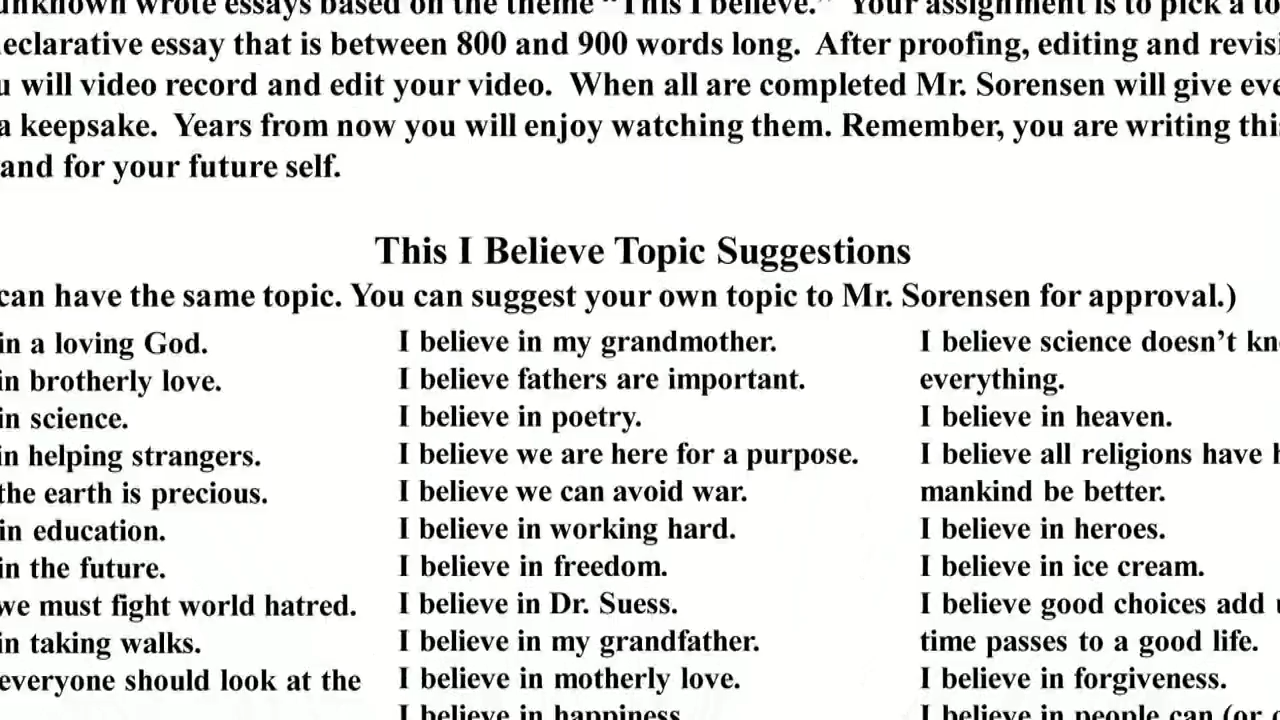 unknown wrote essays based on the theme “This I believe.” Your assignment is to pick a
declarative essay that is between 800 and 900 words long. After proofing, editing and
will video record and edit your video. When all are completed Mr. Sorensen will give
a keepsake. Years from now you will enjoy watching them. Remember, you are writing
and for your future self.
This I Believe Topic Suggestions
can have the same topic. You can suggest your own topic to Mr. Sorensen for approval.)
in a loving God.
in brotherly love.
in science.
in helping strangers.
the earth is precious.
in education.
in the future.
we must fight world hatred.
in taking walks.
everyone should look at the
I believe in my grandmother.
I believe fathers are important.
I believe in poetry.
I believe we are here for a purpose.
I believe we can avoid war.
I believe in working hard.
I believe in freedom.
I believe in Dr. Suess.
I believe in my grandfather.
I believe in motherly love.
I believe in happiness
I believe science doesn’t
everything.
I believe in heaven.
I believe all religions have
mankind be better.
I believe in heroes.
I believe in ice cream.
I believe good choices add
time passes to a good life.
I believe in forgiveness.
I believe in people can (or